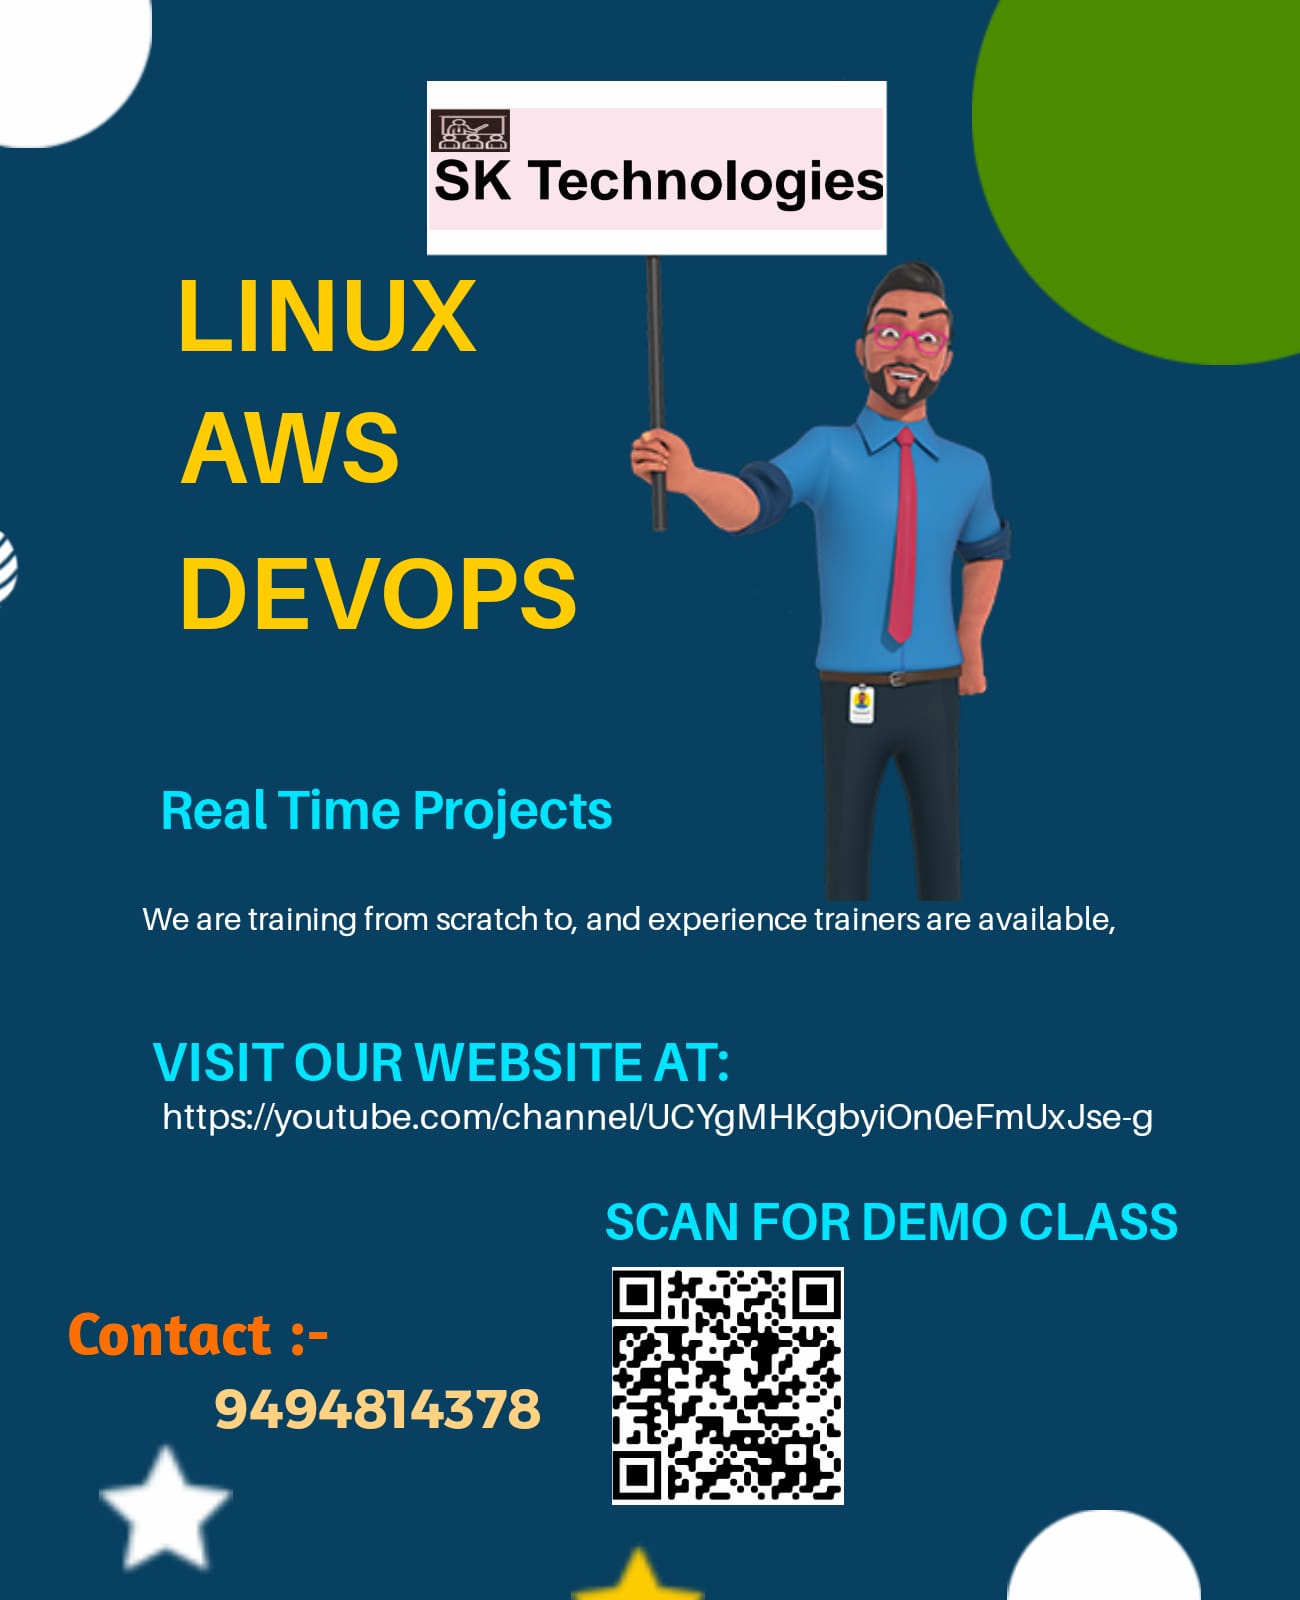 SK Technologies
LINUX
AWS
DEVOPS
Real Time Projects
We are training from scratch to, and experience trainers are available,
VISIT OUR WEBSITE AT:
https://youtube.com/channel/UCYgMHKgbyiOn0eFmUxJse-g
SCAN FOR DEMO CLASS
Contact :-
9494814378